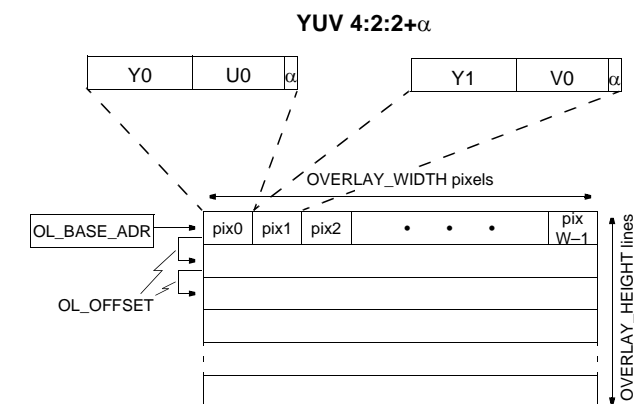 YUV 4:2:2+α
Y0 U0 α
Y1 V0 α
OVERLAY_WIDTH pixels
OL_BASE_ADR
pix0 pix1 pix2 • • • pix
W–1
OL_OFFSET
OVERLAY_HEIGHT lines